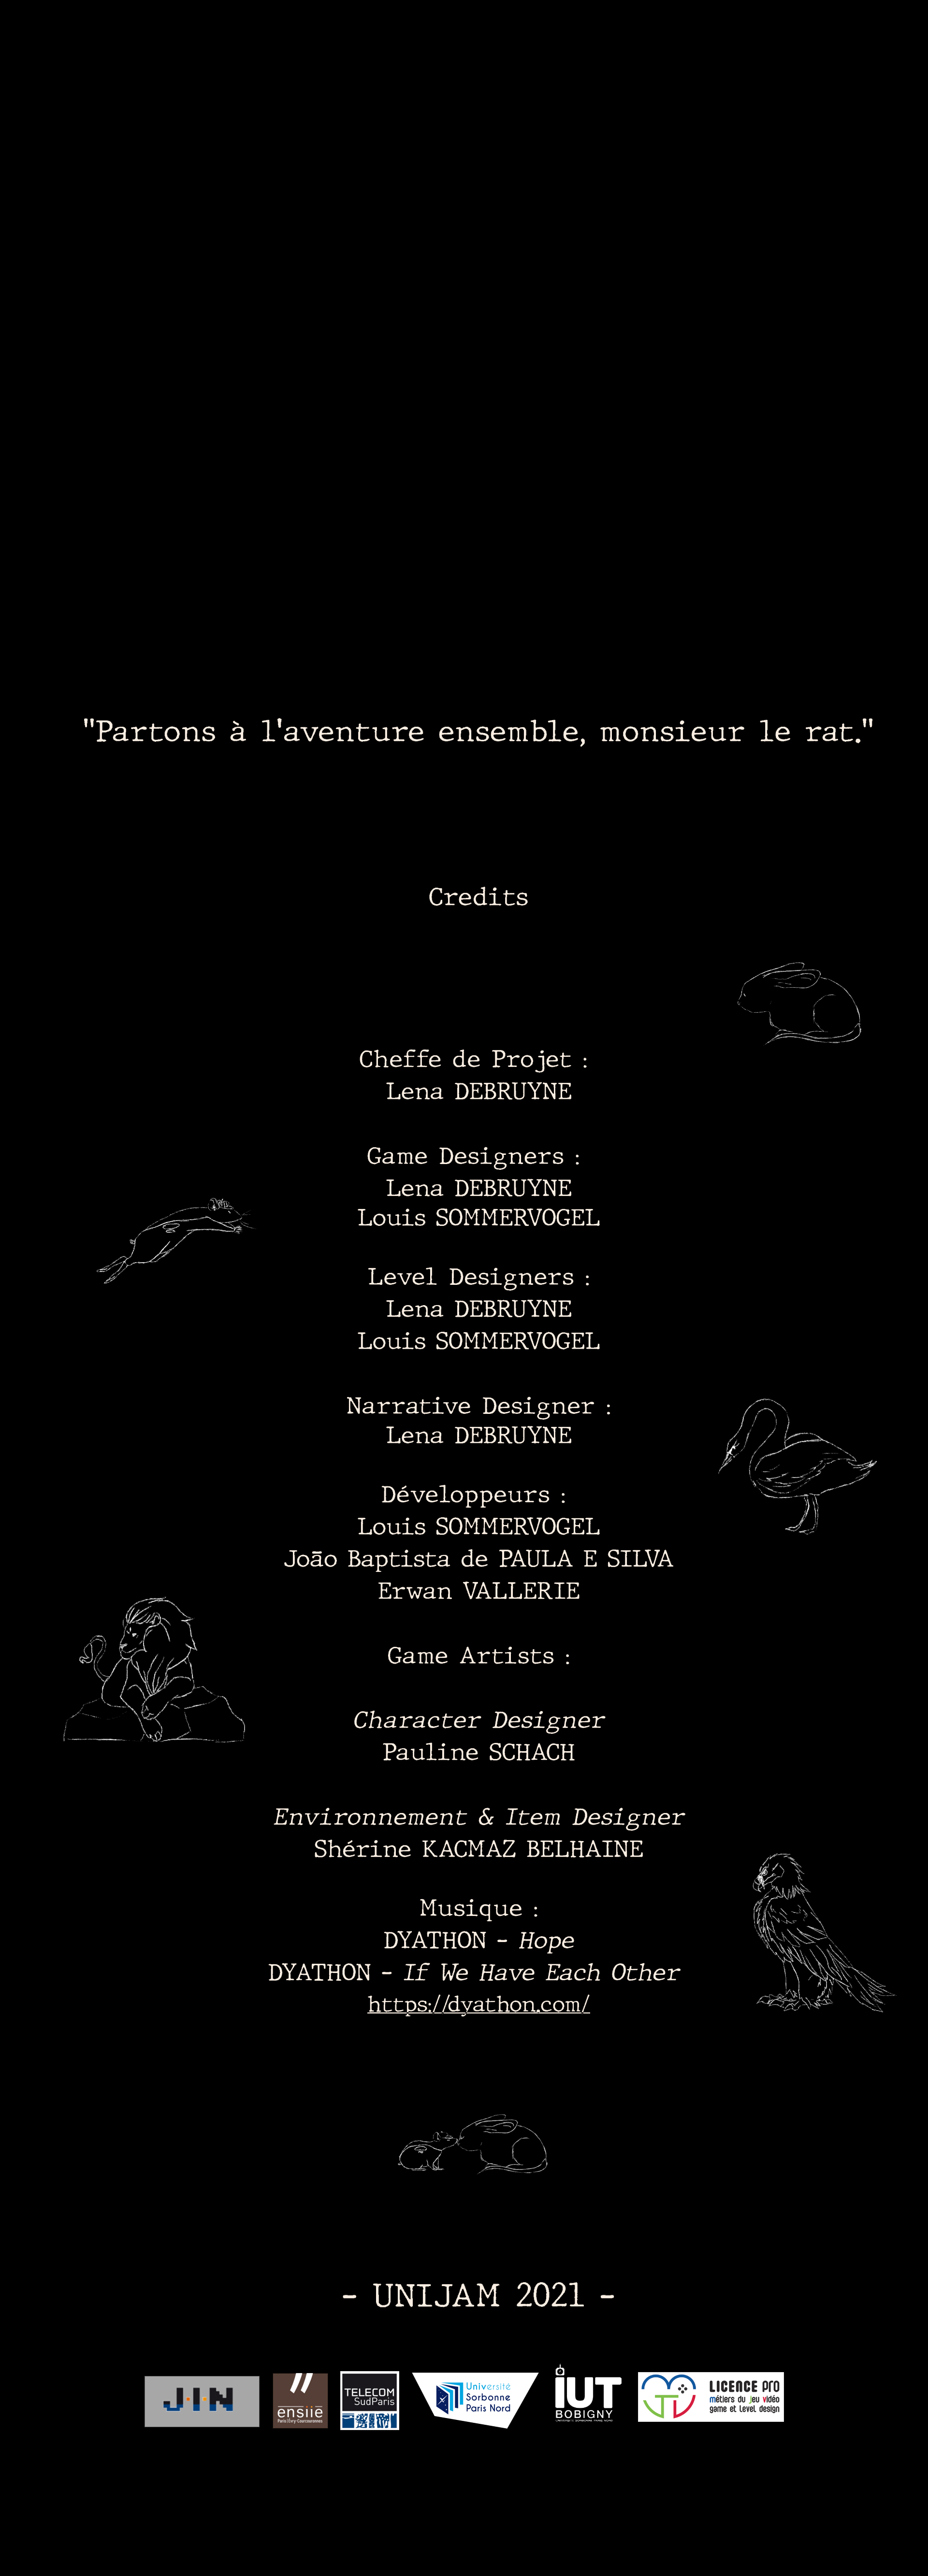 "Partons à l'aventure ensemble, monsieur le rat."
Credits
Cheffe de Projet :
Lena DEBRUYNE
Game Designers :
Lena DEBRUYNE
Louis SOMMERVOGEL
Level Designers :
Lena DEBRUYNE
Louis SOMMERVOGEL
Narrative Designer :
Lena DEBRUYNE
Développeurs :
Louis SOMMERVOGEL
João Baptista de PAULA E SILVA
Erwan VALLERIE
Game Artists :
Character Designer
Pauline SCHACH
Environnement & Item Designer
Shérine KACMAZ BELHAINE
Musique :
DYATHON - Hope
DYATHON - If We Have Each Other
https://dyathon.com/
- UNIJAM 2021 -
J.I.N
ensiie
TELECOM
SudParis
Université
Sorbonne
Paris Nord
IUT
BOBIGNY
LICENCE PRO
métiers du jeu vidéo
game et level design